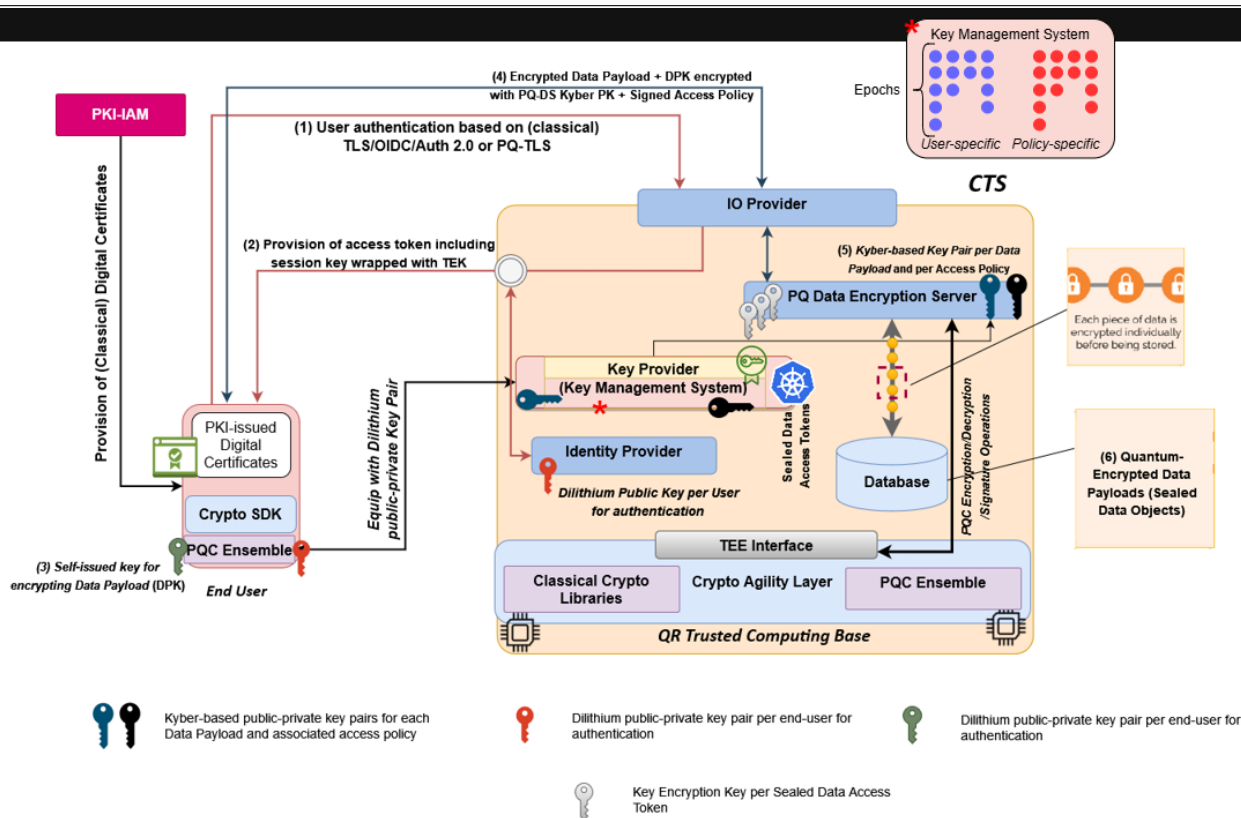 *
Key Management System
Epochs
User-specific
Policy-specific
CTS
(4) Encrypted Data Payload + DPK encrypted
with PQ-DS Kyber PK + Signed Access Policy
PKI-IAM
(1) User authentication based on (classical)
TLS/OIDC/Auth 2.0 or PQ-TLS
Provision of (Classical) Digital Certificates
IO Provider
(2) Provision of access token including
session key wrapped with TEK
(5) Kyber-based Key Pair per Data
Payload and per Access Policy
PQ Data Encryption Server
Each piece of data is
encrypted individually
before being stored.
Key Provider
(Key Management System)
*
Sealed Data
Access Tokens
Equip with Dilithium
public-private Key Pair
PKI-issued
Digital
Certificates
Crypto SDK
PQC Ensemble
(3) Self-issued key for
encrypting Data Payload (DPK)
End User
Identity Provider
Dilithium Public Key per User
for authentication
Database
PQC Encryption/Decryption
/Signature Operations
(6) Quantum-
Encrypted Data
Payloads (Sealed
Data Objects)
TEE Interface
Classical Crypto
Libraries
Crypto Agility Layer
PQC Ensemble
QR Trusted Computing Base
Kyber-based public-private key pairs for each
Data Payload and associated access policy
Dilithium public-private key pair per end-user for
authentication
Dilithium public-private key pair per end-user for
authentication
Key Encryption Key per Sealed Data Access
Token